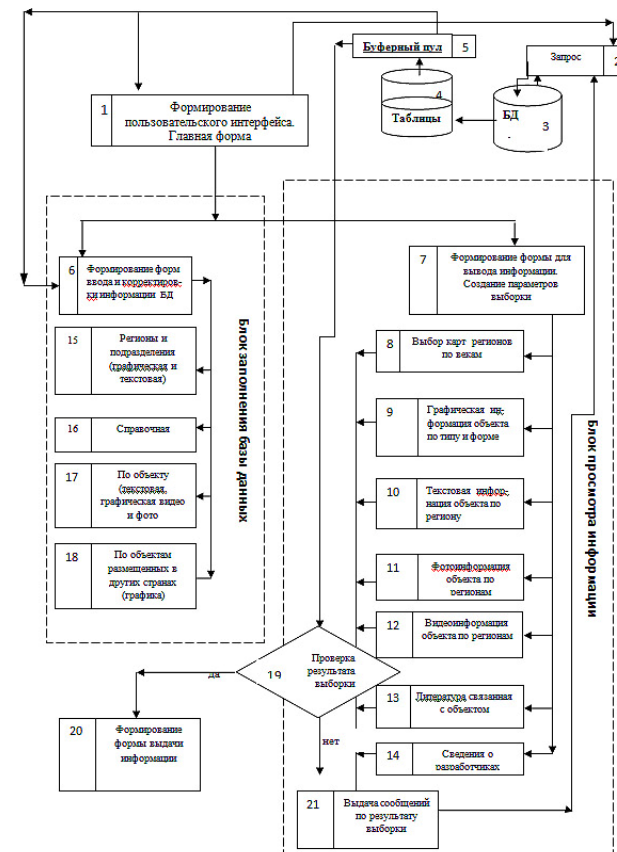 Буферный пул 5
Запрос 2
4
Таблицы
БД
3
1 Формирование
пользовательского интерфейса.
Главная форма
6 Формирование форм
ввода и корректиров-
ки информации БД
15 Регионы и
подразделения
(графическая и
текстовая)
16 Справочная
17 По объекту
(текстовая,
графическая видео
и фото
18 По объектам
размещенных в
других странах
(графика)
Блок заполнения базы данных
7 Формирование формы для
вывода информации.
Создание параметров
выборки
8 Выбор карт регионов
по векам
9 Графическая ин-
формация объекта
по типу и форме
10 Текстовая инфор-
нация объекта по
региону
11 Фотоинформация
объекта по
регионам
12 Видеоинформация
объекта по регионам
13 Литература связанная
с объектом
14 Сведения о
разработчиках
Блок просмотра информации
19 Проверка
результата
выборки
да
нет
20 Формирование
формы выдачи
информации
21 Выдача сообщений
по результату
выборки